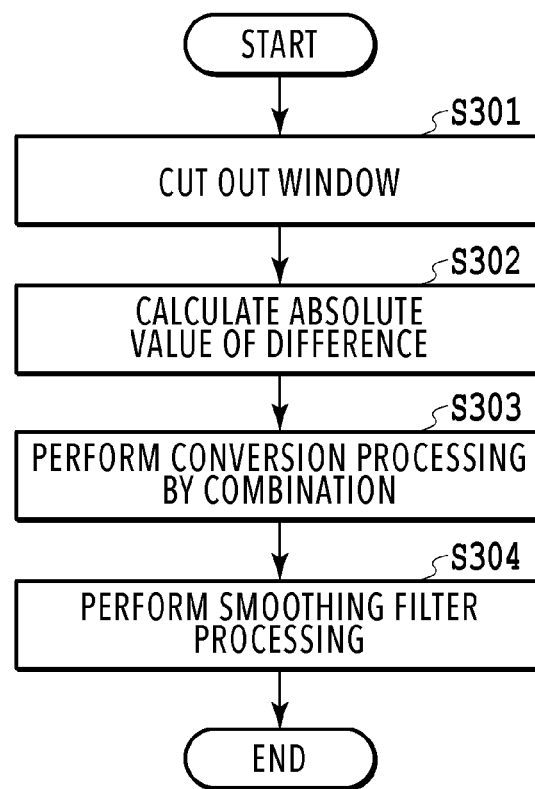 START
S301
CUT OUT WINDOW
S302
CALCULATE ABSOLUTE
VALUE OF DIFFERENCE
S303
PERFORM CONVERSION PROCESSING
BY COMBINATION
S304
PERFORM SMOOTHING FILTER
PROCESSING
END